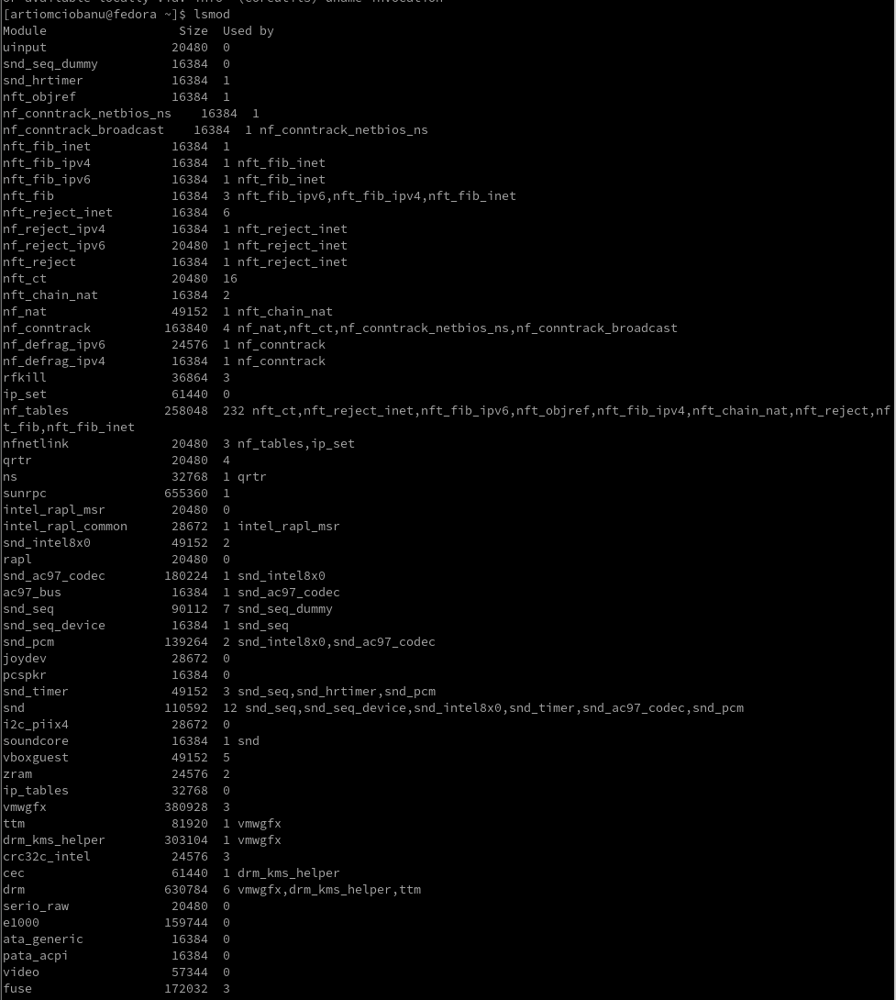 [artiomciobanu@fedora ~]$ lsmod
Module                  Size  Used by
uinput                 20480  0
snd_seq_dummy          16384  0
snd_hrtimer            16384  1
nft_objref             16384  1
nf_conntrack_netbios_ns    16384  1
nf_conntrack_broadcast    16384  1 nf_conntrack_netbios_ns
nft_fib_inet           16384  1
nft_fib_ipv4           16384  1 nft_fib_inet
nft_fib_ipv6           16384  1 nft_fib_inet
nft_fib                16384  3 nft_fib_ipv6,nft_fib_ipv4,nft_fib_inet
nft_reject_inet        16384  6
nf_reject_ipv4         16384  1 nft_reject_inet
nf_reject_ipv6         20480  1 nft_reject_inet
nft_reject             16384  1 nft_reject_inet
nft_ct                 20480  16
nft_chain_nat          16384  2
nf_nat                 49152  1 nft_chain_nat
nf_conntrack          163840  4 nf_nat,nft_ct,nf_conntrack_netbios_ns,nf_conntrack_broadcast
nf_defrag_ipv6         24576  1 nf_conntrack
nf_defrag_ipv4         16384  1 nf_conntrack
rfkill                 36864  3
ip_set                 61440  0
nf_tables             258048  232 nft_ct,nft_reject_inet,nft_fib_ipv6,nft_objref,nft_fib_ipv4,nft_chain_nat,nft_reject,nf
t_fib,nft_fib_inet
nfnetlink              20480  3 nf_tables,ip_set
qrtr                   20480  4
ns                     32768  1 qrtr
sunrpc                655360  1
intel_rapl_msr         20480  0
intel_rapl_common      28672  1 intel_rapl_msr
snd_intel8x0           49152  2
rapl                   20480  0
snd_ac97_codec        180224  1 snd_intel8x0
ac97_bus               16384  1 snd_ac97_codec
snd_seq                90112  7 snd_seq_dummy
snd_seq_device         16384  1 snd_seq
snd_pcm               139264  2 snd_intel8x0,snd_ac97_codec
joydev                 28672  0
pcspkr                 16384  0
snd_timer              49152  3 snd_seq,snd_hrtimer,snd_pcm
snd                   110592  12 snd_seq,snd_seq_device,snd_intel8x0,snd_timer,snd_ac97_codec,snd_pcm
i2c_piix4              28672  0
soundcore              16384  1 snd
vboxguest              49152  5
zram                   24576  2
ip_tables              32768  0
vmwgfx                380928  3
ttm                    81920  1 vmwgfx
drm_kms_helper        303104  1 vmwgfx
crc32c_intel           24576  3
cec                    61440  1 drm_kms_helper
drm                   630784  6 vmwgfx,drm_kms_helper,ttm
serio_raw              20480  0
e1000                 159744  0
ata_generic            16384  0
pata_acpi              16384  0
video                  57344  0
fuse                  172032  3